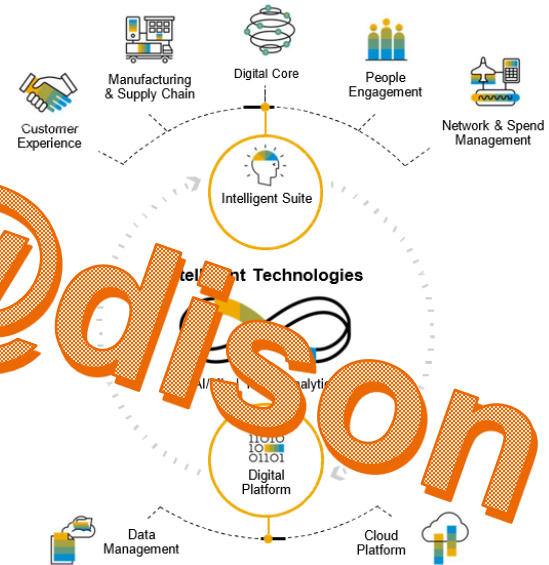 Digital Core
Manufacturing
& Supply Chain
People
Engagement
Customer
Experience
Network & Spend
Management
Intelligent Suite
Technologies
@dison
11010
10
01101
Digital
Platform
Data
Management
Cloud
Platform